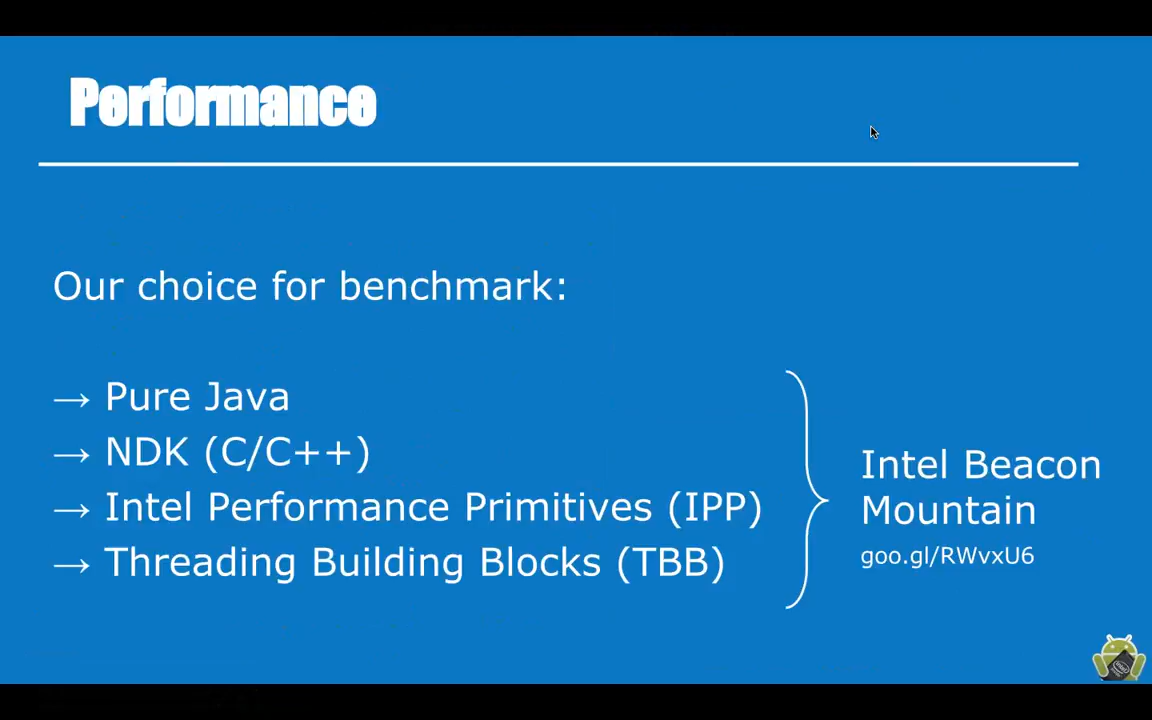 Performance
Our choice for benchmark:
→ Pure Java
→ NDK (C/C++)
→ Intel Performance Primitives (IPP)
→ Threading Building Blocks (TBB)
Intel Beacon
Mountain
goo.gl/RWvxU6